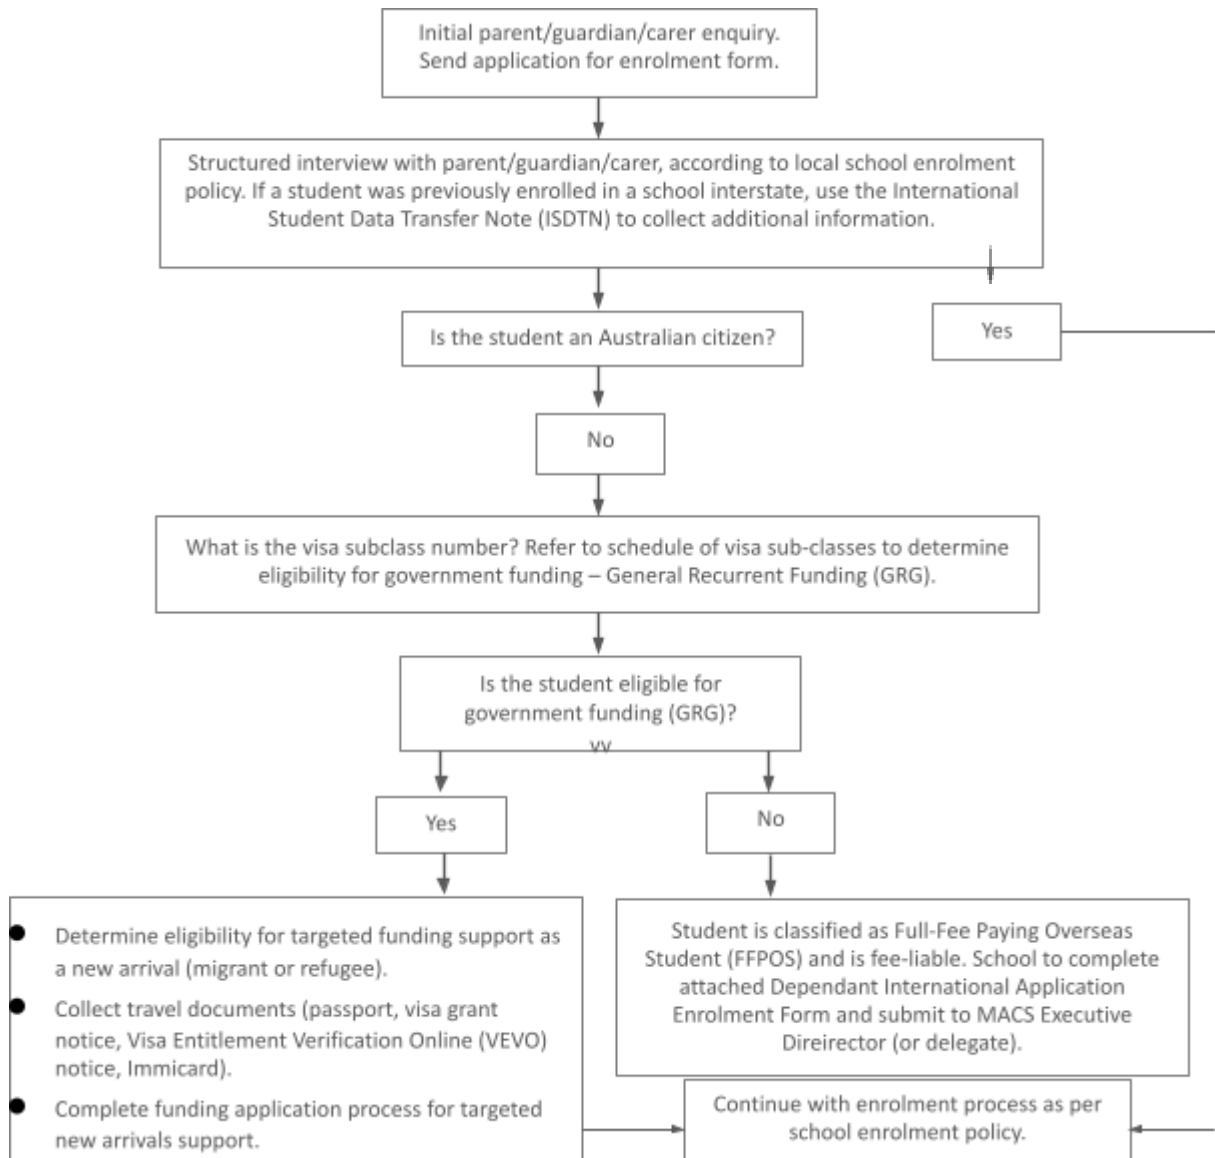 Initial parent/guardian/carer enquiry.
Send application for enrolment form.
Structured interview with parent/guardian/carer, according to local school enrolment
policy. If a student was previously enrolled in a school interstate, use the International
Student Data Transfer Note (ISDTN) to collect additional information.
Is the student an Australian citizen?
Yes
No
What is the visa subclass number? Refer to schedule of visa sub-classes to determine
eligibility for government funding – General Recurrent Funding (GRG).
Is the student eligible for
government funding (GRG)?
vv
Yes
No
● Determine eligibility for targeted funding support as
a new arrival (migrant or refugee).
● Collect travel documents (passport, visa grant
notice, Visa Entitlement Verification Online (VEVO)
notice, Immicard).
● Complete funding application process for targeted
new arrivals support.
Student is classified as Full-Fee Paying Overseas
Student (FFPOS) and is fee-liable. School to complete
attached Dependant International Application
Enrolment Form and submit to MACS Executive
Direirector (or delegate).
Continue with enrolment process as per
school enrolment policy.